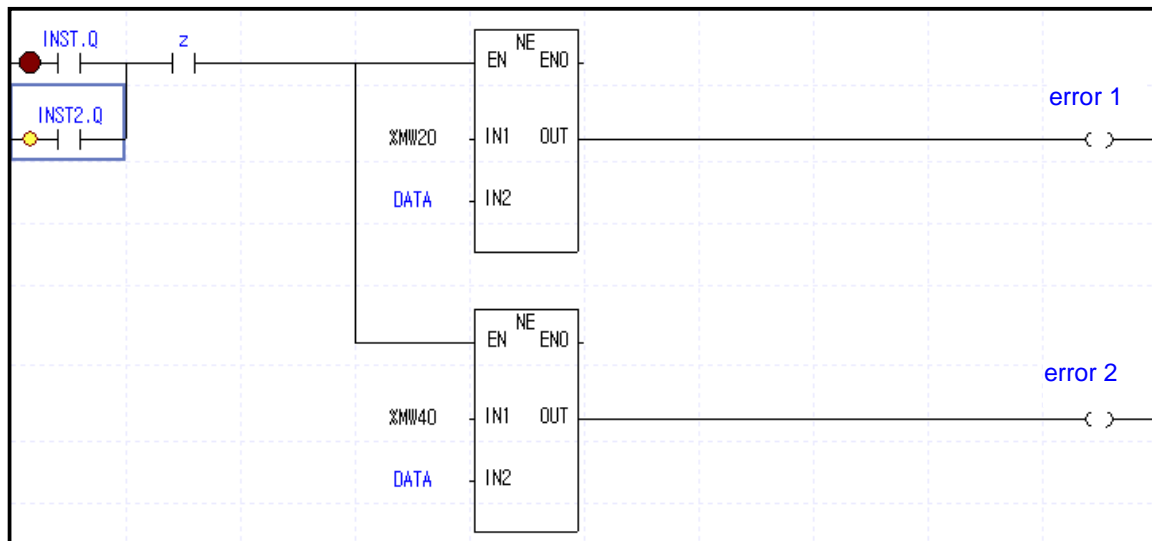 INST.Q
z
NE
EN ENO
error 1
INST2.Q
%MW20 IN1 OUT
DATA IN2
NE
EN ENO
error 2
%MW40 IN1 OUT
DATA IN2